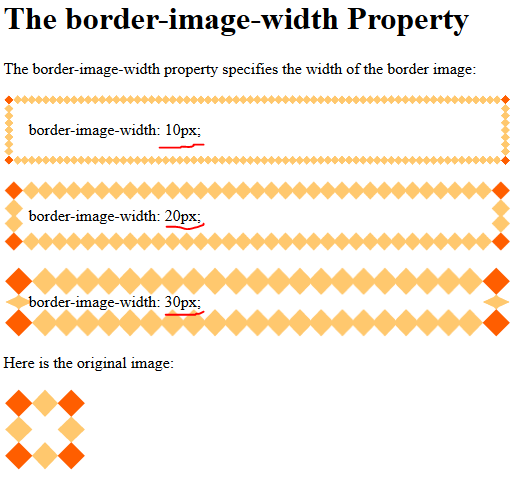 The border-image-width Property
The border-image-width property specifies the width of the border image:
border-image-width: 10px;
border-image-width: 20px;
border-image-width: 30px;
Here is the original image: